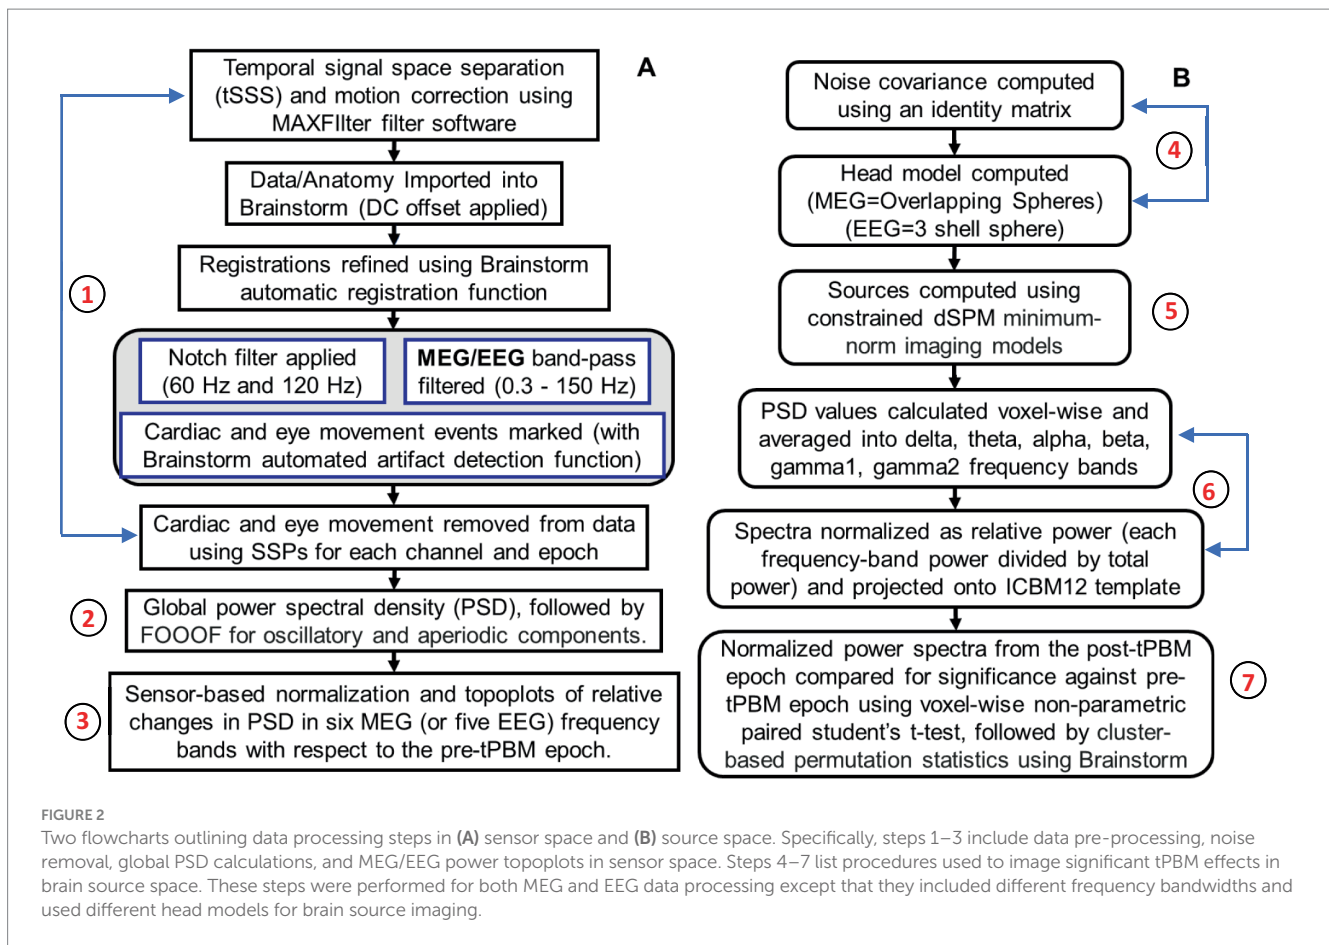 A
Temporal signal space separation
(tSSS) and motion correction using
MAXFIlter filter software
Data/Anatomy Imported into
Brainstorm (DC offset applied)
Registrations refined using Brainstorm
automatic registration function
1
Notch filter applied
(60 Hz and 120 Hz)
MEG/EEG band-pass
filtered (0.3 - 150 Hz)
Cardiac and eye movement events marked (with
Brainstorm automated artifact detection function)
Cardiac and eye movement removed from data
using SSPs for each channel and epoch
2
Global power spectral density (PSD), followed by
FOOOF for oscillatory and aperiodic components.
3
Sensor-based normalization and topoplots of relative
changes in PSD in six MEG (or five EEG) frequency
bands with respect to the pre-tPBM epoch.
B
Noise covariance computed
using an identity matrix
4
Head model computed
(MEG=Overlapping Spheres)
(EEG=3 shell sphere)
Sources computed using
constrained dSPM minimum-
norm imaging models
5
PSD values calculated voxel-wise and
averaged into delta, theta, alpha, beta,
gamma1, gamma2 frequency bands
6
Spectra normalized as relative power (each
frequency-band power divided by total
power) and projected onto ICBM12 template
Normalized power spectra from the post-tPBM
epoch compared for significance against pre-
tPBM epoch using voxel-wise non-parametric
paired student's t-test, followed by cluster-
based permutation statistics using Brainstorm
7
FIGURE 2
Two flowcharts outlining data processing steps in (A) sensor space and (B) source space. Specifically, steps 1–3 include data pre-processing, noise
removal, global PSD calculations, and MEG/EEG power topoplots in sensor space. Steps 4–7 list procedures used to image significant tPBM effects in
brain source space. These steps were performed for both MEG and EEG data processing except that they included different frequency bandwidths and
used different head models for brain source imaging.